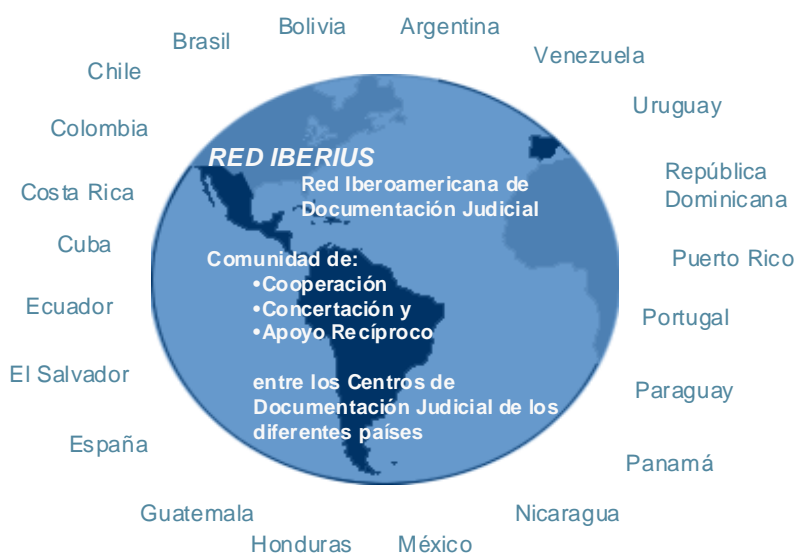 Bolivia
Argentina
Brasil
Venezuela
Chile
Uruguay
Colombia
RED IBERIUS
Red Iberoamericana de
Documentación Judicial
República
Dominicana
Costa Rica
Cuba
Comunidad de:
•Cooperación
•Concertación y
•Apoyo Recíproco
Puerto Rico
Ecuador
Portugal
El Salvador
entre los Centros de
Documentación Judicial de los
diferentes países
Paraguay
España
Panamá
Guatemala
Nicaragua
Honduras
México